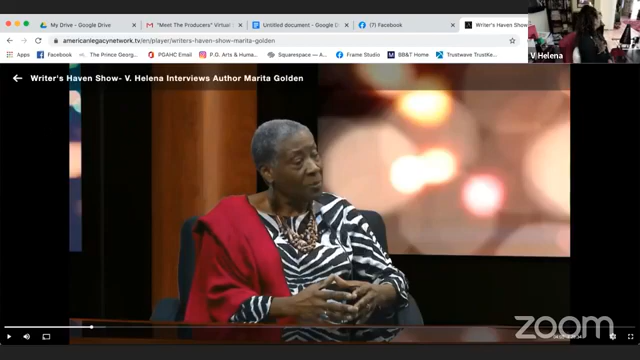 My Drive - Google Drive
"Meet The Producers" Virtual
Untitled document - Google D
(7) Facebook
Writer's Haven Show
americanlegacynetwork.tv/en/player/writers-haven-show-marita-golden
Facebook
The Prince Georg...
PGAHC Email
P.G. Arts & Human...
Squarespace — A...
Frame Studio
BB&T Home
Trustwave TrustKe...
V Helena
Writer's Haven Show- V. Helena Interviews Author Marita Golden
zoom